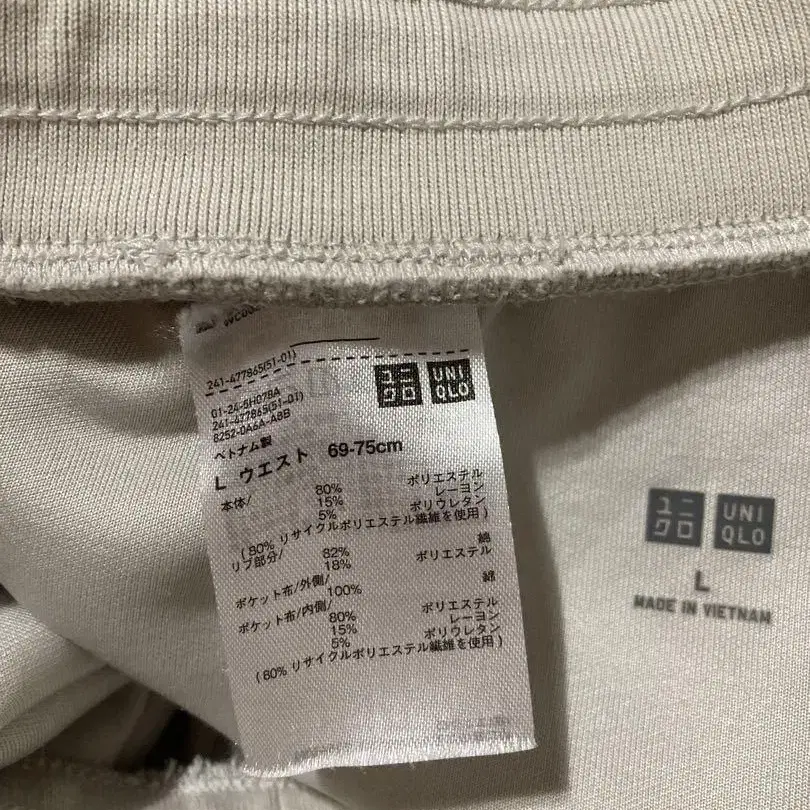 241-477865(51-01)
ユニクロ UNIQLO
01-24-SH07BA
241-477865(51-01)
8252-0A6A-A8B
ベトナム製
L ウエスト 69-75cm
本体/ 80% ポリエステル
15% レーヨン
5% ポリウレタン
(80% リサイクルポリエステル繊維を使用)
リブ部分/ 82% 綿
18% ポリエステル
ポケット布/外側/
100% 綿
ポケット布/内側/
80% ポリエステル
15% レーヨン
5% ポリウレタン
(80% リサイクルポリエステル繊維を使用)
ユニクロ UNIQLO
L
MADE IN VIETNAM